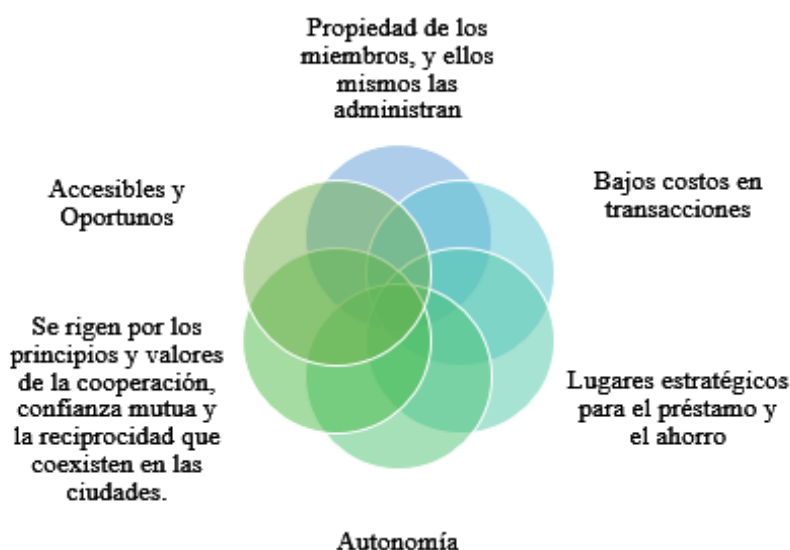 Propiedad de los
miembros, y ellos
mismos las
administran
Bajos costos en
transacciones
Lugares estratégicos
para el préstamo y
el ahorro
Autonomía
Se rigen por los
principios y valores
de la cooperación,
confianza mutua y
la reciprocidad que
coexisten en las
ciudades.
Accesibles y
Oportunos